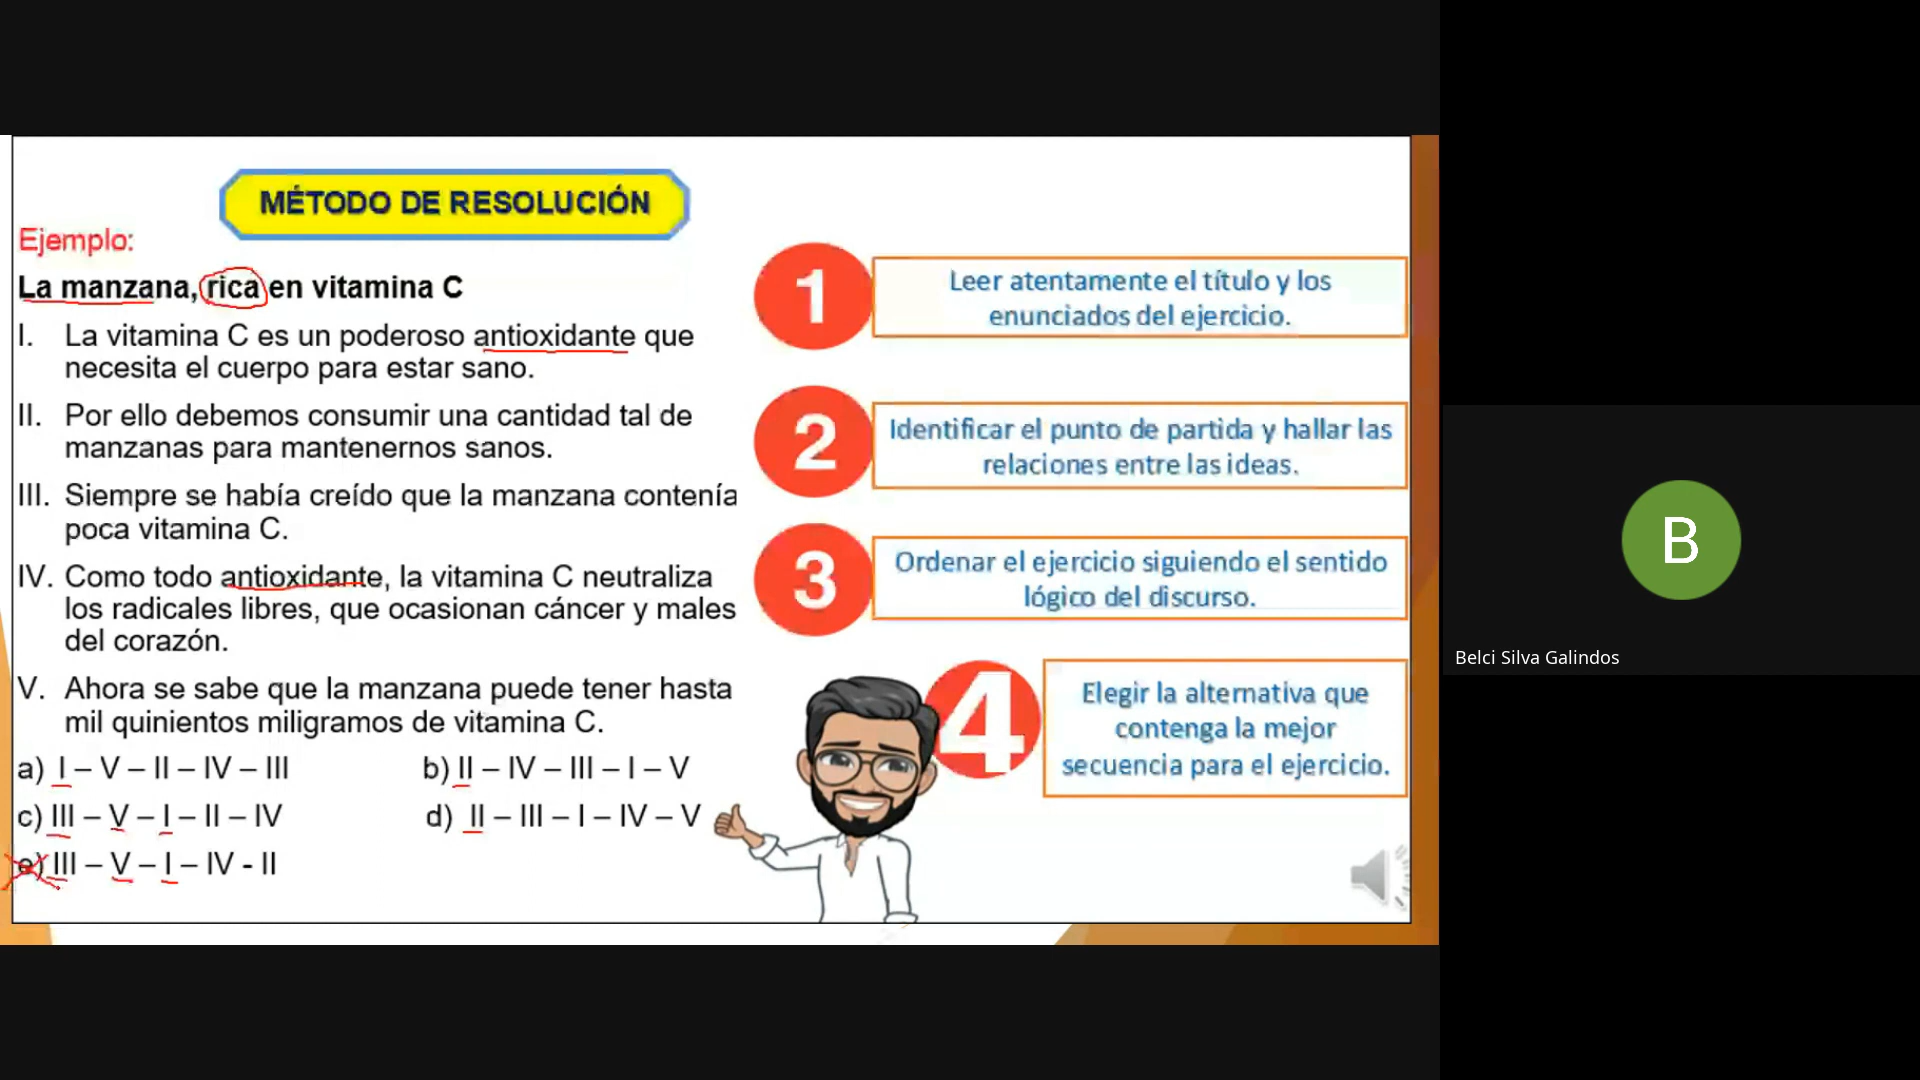 MÉTODO DE RESOLUCIÓN
Ejemplo:
La manzana, rica en vitamina C
I. La vitamina C es un poderoso antioxidante que
necesita el cuerpo para estar sano.
II. Por ello debemos consumir una cantidad tal de
manzanas para mantenernos sanos.
III. Siempre se había creído que la manzana contenía
poca vitamina C.
IV. Como todo antioxidante, la vitamina C neutraliza
los radicales libres, que ocasionan cáncer y males
del corazón.
V. Ahora se sabe que la manzana puede tener hasta
mil quinientos miligramos de vitamina C.
a) I – V – II – IV – III b) II – IV – III – I – V
c) III – V – I – II – IV d) II – III – I – IV – V
e) III – V – I – IV - II
1
Leer atentamente el título y los
enunciados del ejercicio.
2
Identificar el punto de partida y hallar las
relaciones entre las ideas.
3
Ordenar el ejercicio siguiendo el sentido
lógico del discurso.
4
Elegir la alternativa que
contenga la mejor
secuencia para el ejercicio.
B
Belci Silva Galindos